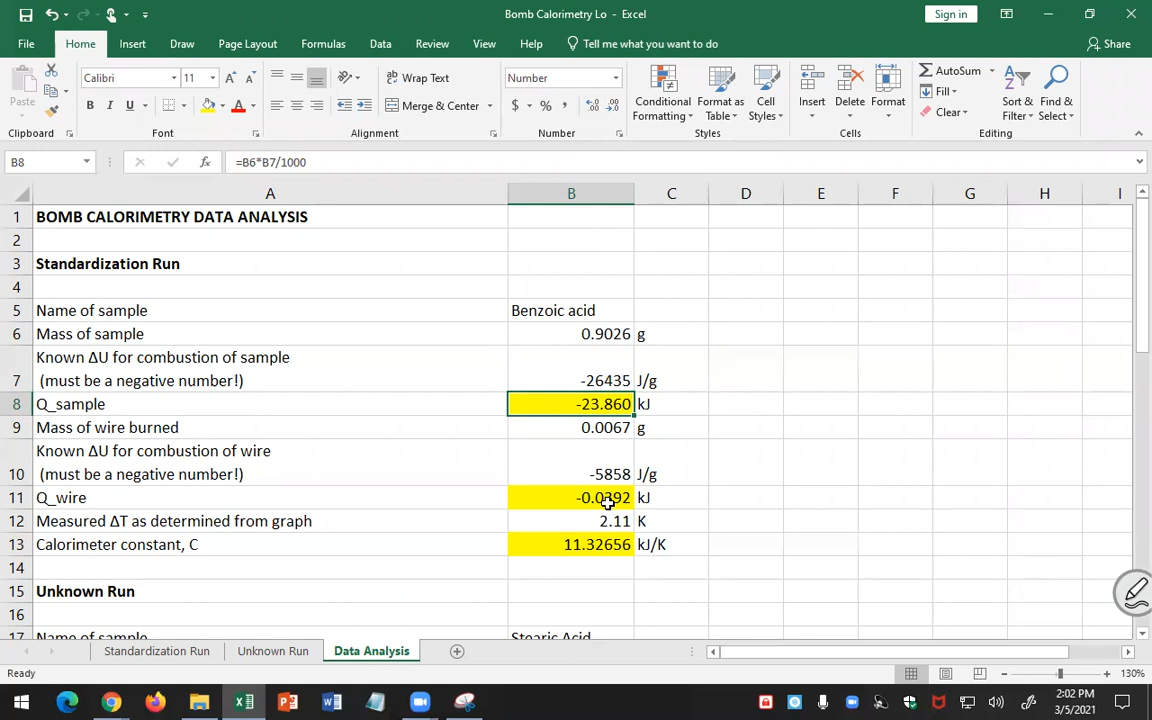 Bomb Calorimetry Lo - Excel
Sign in
File Home Insert Draw Page Layout Formulas Data Review View Help Tell me what you want to do Share
Paste
Calibri 11 A A
B I U A
Wrap Text
Merge & Center
Number
$ % ,
Conditional Formatting
Format as Table
Cell Styles
Insert Delete Format
AutoSum
Fill
Clear
Sort & Filter
Find & Select
Clipboard Font Alignment Number Styles Cells Editing
B8 fx =B6*B7/1000
A B C D E F G H I
1 BOMB CALORIMETRY DATA ANALYSIS
2
3 Standardization Run
4
5 Name of sample Benzoic acid
6 Mass of sample 0.9026 g
Known ΔU for combustion of sample
7 (must be a negative number!) -26435 J/g
8 Q_sample -23.860 kJ
9 Mass of wire burned 0.0067 g
Known ΔU for combustion of wire
10 (must be a negative number!) -5858 J/g
11 Q_wire -0.0392 kJ
12 Measured ΔT as determined from graph 2.11 K
13 Calorimeter constant, C 11.32656 kJ/K
14
15 Unknown Run
16
17 Name of sample Stearic Acid
Standardization Run Unknown Run Data Analysis
Ready 130%
2:02 PM
3/5/2021